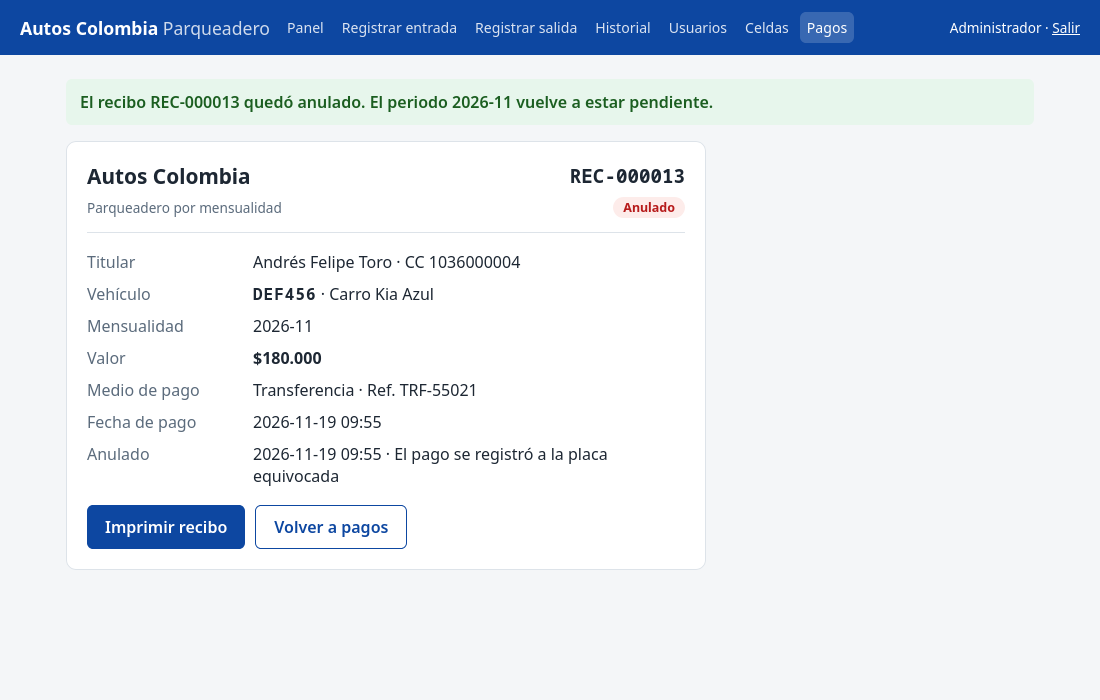 Autos Colombia Parqueadero Panel Registrar entrada Registrar salida Historial Usuarios Celdas Pagos Administrador · Salir
El recibo REC-000013 quedó anulado. El periodo 2026-11 vuelve a estar pendiente.
Autos Colombia REC-000013
Parqueadero por mensualidad Anulado
Titular Andrés Felipe Toro · CC 1036000004
Vehículo DEF456 · Carro Kia Azul
Mensualidad 2026-11
Valor $180.000
Medio de pago Transferencia · Ref. TRF-55021
Fecha de pago 2026-11-19 09:55
Anulado 2026-11-19 09:55 · El pago se registró a la placa
equivocada
Imprimir recibo Volver a pagos